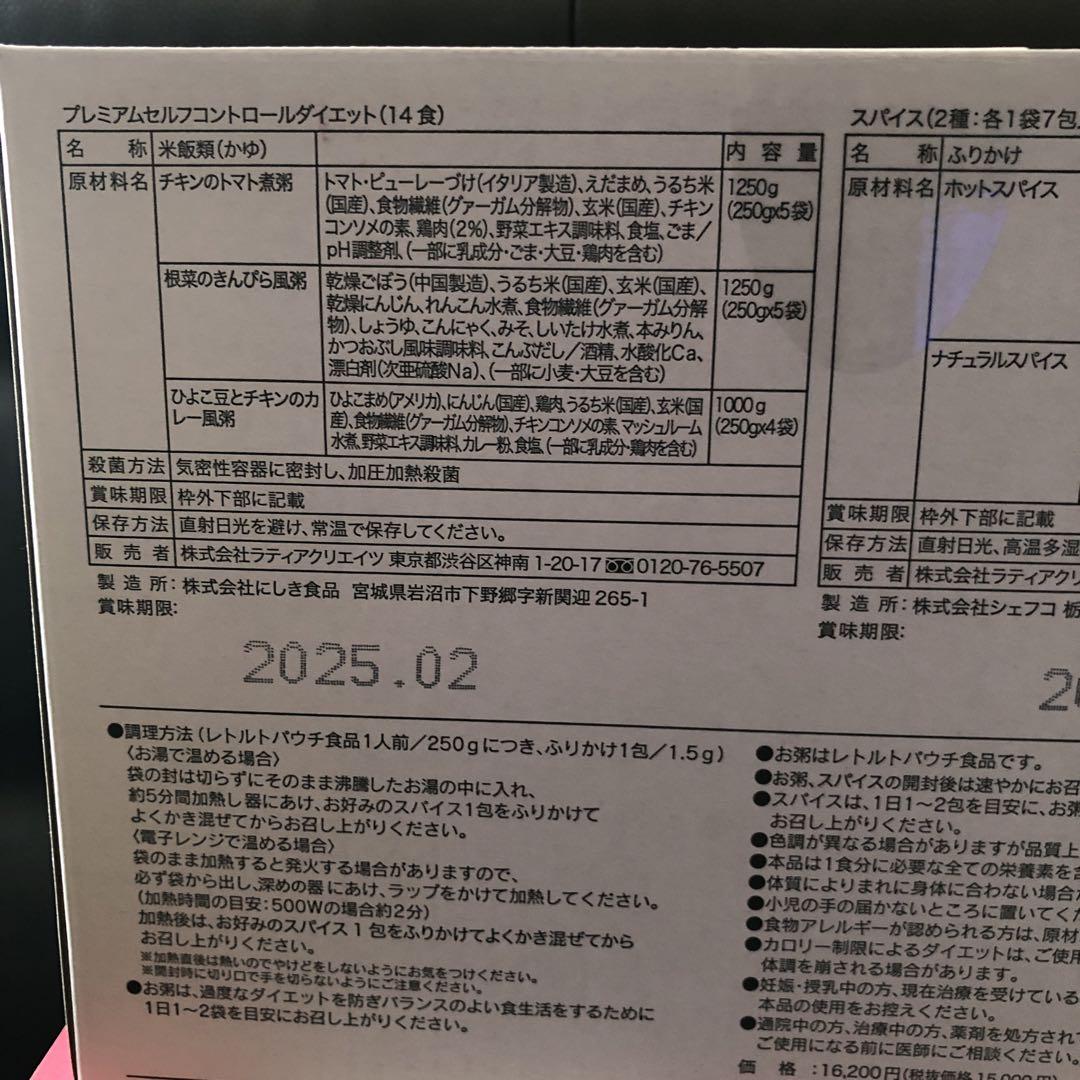 プレミアムセルフコントロールダイエット（14食）
名　称 米飯類（かゆ） 内容量
原材料名 チキンのトマト煮粥
トマト・ピューレーづけ（イタリア製造）、えだまめ、うるち米
（国産）、食物繊維（グァーガム分解物）、玄米（国産）、チキン
コンソメの素、鶏肉（2％）、野菜エキス調味料、食塩、ごま／
pH調整剤、（一部に乳成分・ごま・大豆・鶏肉を含む）
1250g
（250gx5袋）
根菜のきんぴら風粥
乾燥ごぼう（中国製造）、うるち米（国産）、玄米（国産）、
乾燥にんじん、れんこん水煮、食物繊維（グァーガム分解
物）、しょうゆ、こんにゃく、みそ、しいたけ水煮、本みりん、
かつおぶし風味調味料、こんぶだし／酒精、水酸化Ca、
漂白剤（次亜硫酸Na）、（一部に小麦・大豆を含む）
1250g
（250gx5袋）
ひよこ豆とチキンのカ
レー風粥
ひよこまめ（アメリカ）、にんじん（国産）、鶏肉、うるち米（国産）、玄米（国
産）、食物繊維（グァーガム分解物）、チキンコンソメの素、マッシュルーム
水煮、野菜エキス調味料、カレー粉、食塩、（一部に乳成分・鶏肉を含む）
1000g
（250gx4袋）
殺菌方法 気密性容器に密封し、加圧加熱殺菌
賞味期限 枠外下部に記載
保存方法 直射日光を避け、常温で保存してください。
販売者 株式会社ラティアクリエイツ 東京都渋谷区神南1-20-17 0120-76-5507
製造所：株式会社にしき食品 宮城県岩沼市下野郷字新関迎265-1
賞味期限：
2025.02
スパイス（2種：各1袋7包
名　称 ふりかけ
原材料名 ホットスパイス
ナチュラルスパイス
賞味期限 枠外下部に記載
保存方法 直射日光、高温多湿
販売者 株式会社ラティアクリ
製造所：株式会社シェフコ 栃
賞味期限：
20
●調理方法（レトルトパウチ食品1人前／250gにつき、ふりかけ1包／1.5g）
〈お湯で温める場合〉
袋の封は切らずにそのまま沸騰したお湯の中に入れ、
約5分間加熱し器にあけ、お好みのスパイス1包をふりかけて
よくかき混ぜてからお召し上がりください。
〈電子レンジで温める場合〉
袋のまま加熱すると発火する場合がありますので、
必ず袋から出し、深めの器にあけ、ラップをかけて加熱してください。
（加熱時間の目安：500Wの場合約2分）
加熱後は、お好みのスパイス1包をふりかけてよくかき混ぜてから
お召し上がりください。
※加熱直後は熱いのでやけどをしないようにお気をつけください。
※開封時に切り口で手を切らないようにご注意ください。
●お粥は、過度なダイエットを防ぎバランスのよい食生活をするために
1日1～2袋を目安にお召し上がりください。
●お粥はレトルトパウチ食品です。
●お粥、スパイスの開封後は速やかにお召
●スパイスは、1日1～2包を目安に、お粥
お召し上がりください。
●色調が異なる場合がありますが品質上
●本品は1食分に必要な全ての栄養素を含
●体質によりまれに身体に合わない場合
●小児の手の届かないところに置いてくだ
●食物アレルギーが認められる方は、原材
●カロリー制限によるダイエットは、ご使用
体調を崩される場合があります。
●妊娠・授乳中の方、現在治療を受けている
本品の使用をお控えください。
●通院中の方、治療中の方、薬剤を処方されて
ご使用になる前に医師にご相談ください。
価　格：16,200円（税抜価格15,000円）